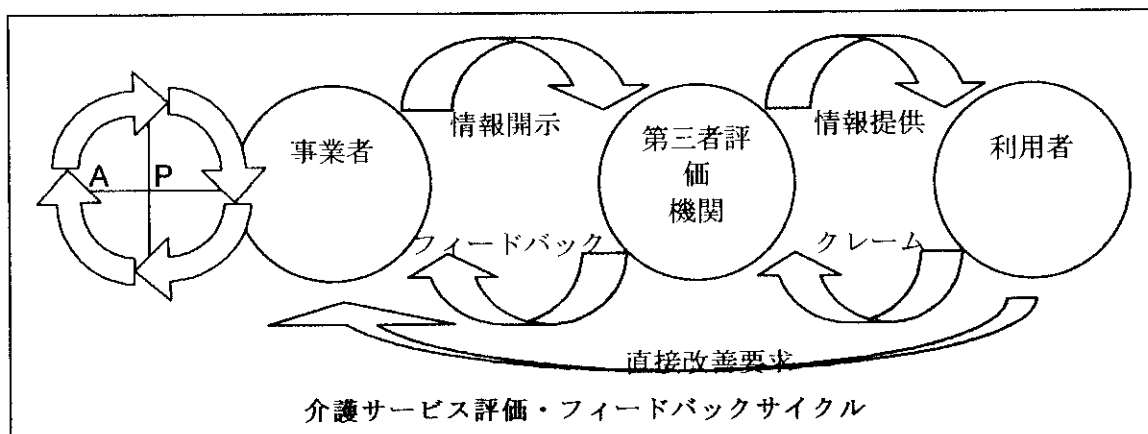 情報開示
情報提供
事業者
第三者評
価
機関
利用者
A P
フィードバック
クレーム
直接改善要求
介護サービス評価・フィードバックサイクル